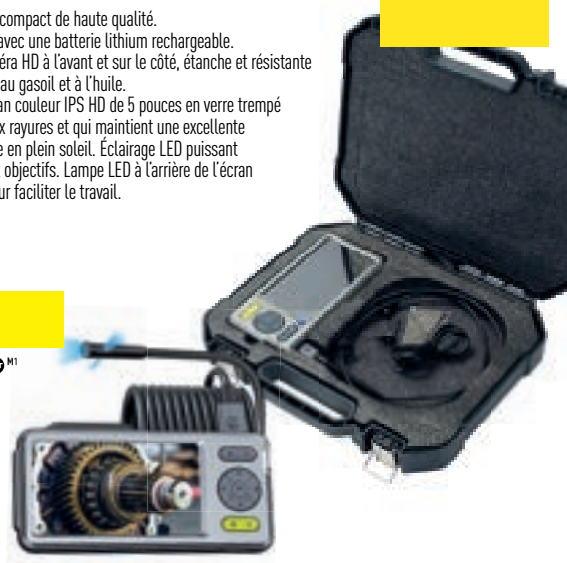 compact de haute qualité.
avec une batterie lithium rechargeable.
éra HD à l'avant et sur le côté, étanche et résistante
au gasoil et à l'huile.
an couleur IPS HD de 5 pouces en verre trempé
x rayures et qui maintient une excellente
e en plein soleil. Éclairage LED puissant
objectifs. Lampe LED à l'arrière de l'écran
ur faciliter le travail.
M1